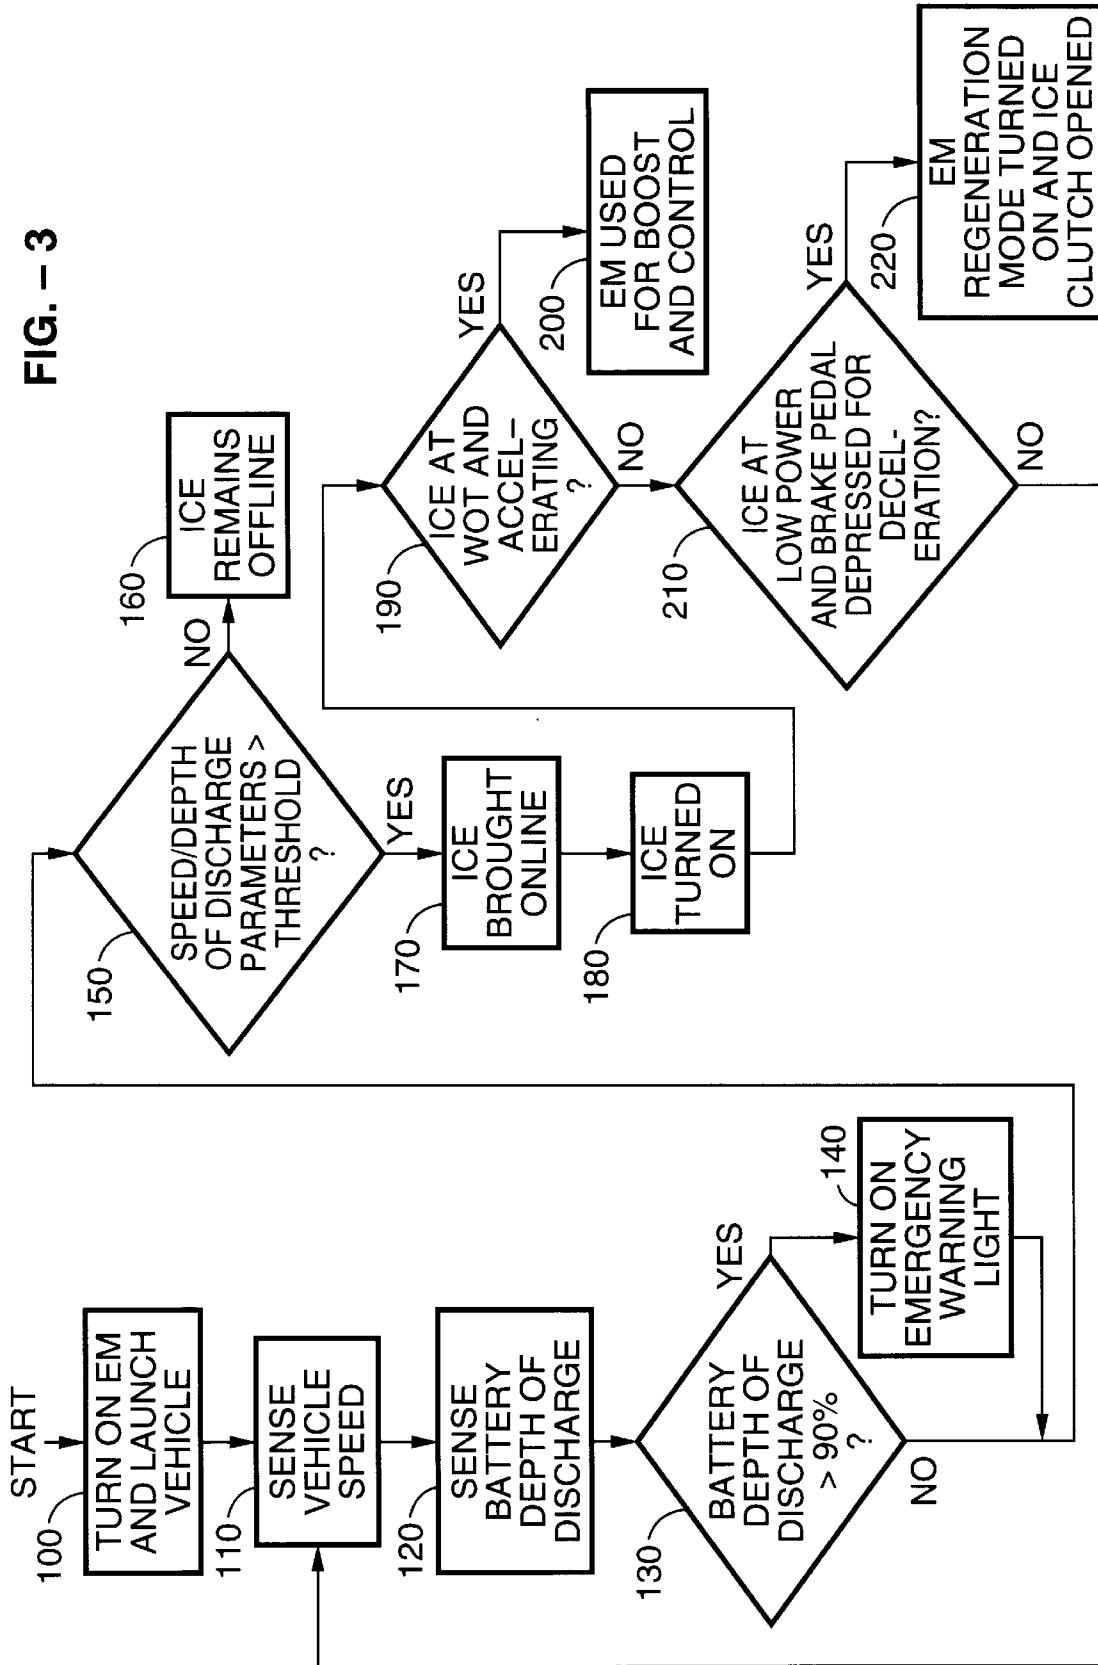 FIG. – 3
START
100
TURN ON EM
AND LAUNCH
VEHICLE
110
SENSE
VEHICLE
SPEED
120
SENSE
BATTERY
DEPTH OF
DISCHARGE
130
BATTERY
DEPTH OF
DISCHARGE
> 90%
?
YES
NO
140
TURN ON
EMERGENCY
WARNING
LIGHT
150
SPEED/DEPTH
OF DISCHARGE
PARAMETERS >
THRESHOLD
?
NO
YES
160
ICE
REMAINS
OFFLINE
170
ICE
BROUGHT
ONLINE
180
ICE
TURNED
ON
190
ICE AT
WOT AND
ACCEL–
ERATING
?
YES
NO
200
EM USED
FOR BOOST
AND CONTROL
210
ICE AT
LOW POWER
AND BRAKE PEDAL
DEPRESSED FOR
DECEL-
ERATION?
YES
NO
220
EM
REGENERATION
MODE TURNED
ON AND ICE
CLUTCH OPENED